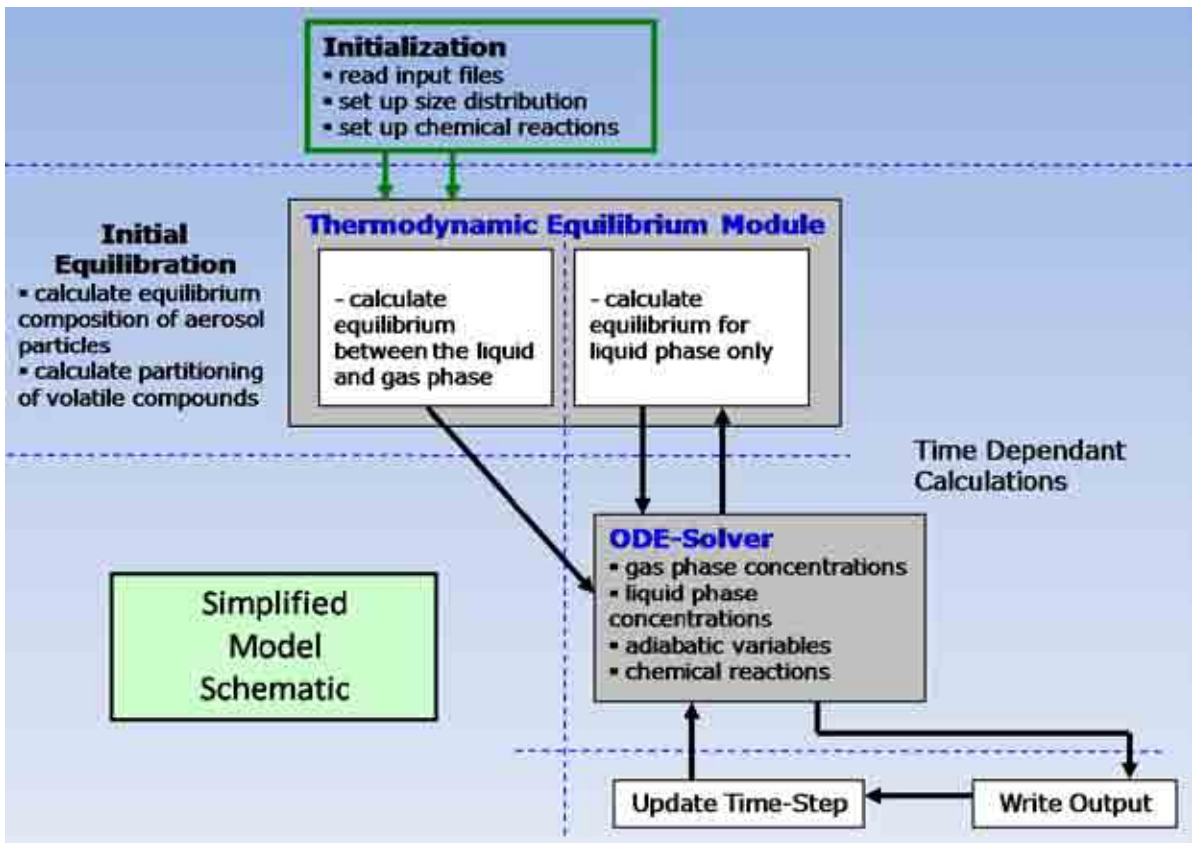 Initialization
▪ read input files
▪ set up size distribution
▪ set up chemical reactions
Thermodynamic Equilibrium Module
Initial
Equilibration
▪ calculate equilibrium
composition of aerosol
particles
▪ calculate partitioning
of volatile compounds
- calculate
equilibrium
between the liquid
and gas phase
- calculate
equilibrium for
liquid phase only
Time Dependant
Calculations
ODE-Solver
▪ gas phase concentrations
▪ liquid phase
concentrations
▪ adiabatic variables
▪ chemical reactions
Simplified
Model
Schematic
Update Time-Step
Write Output